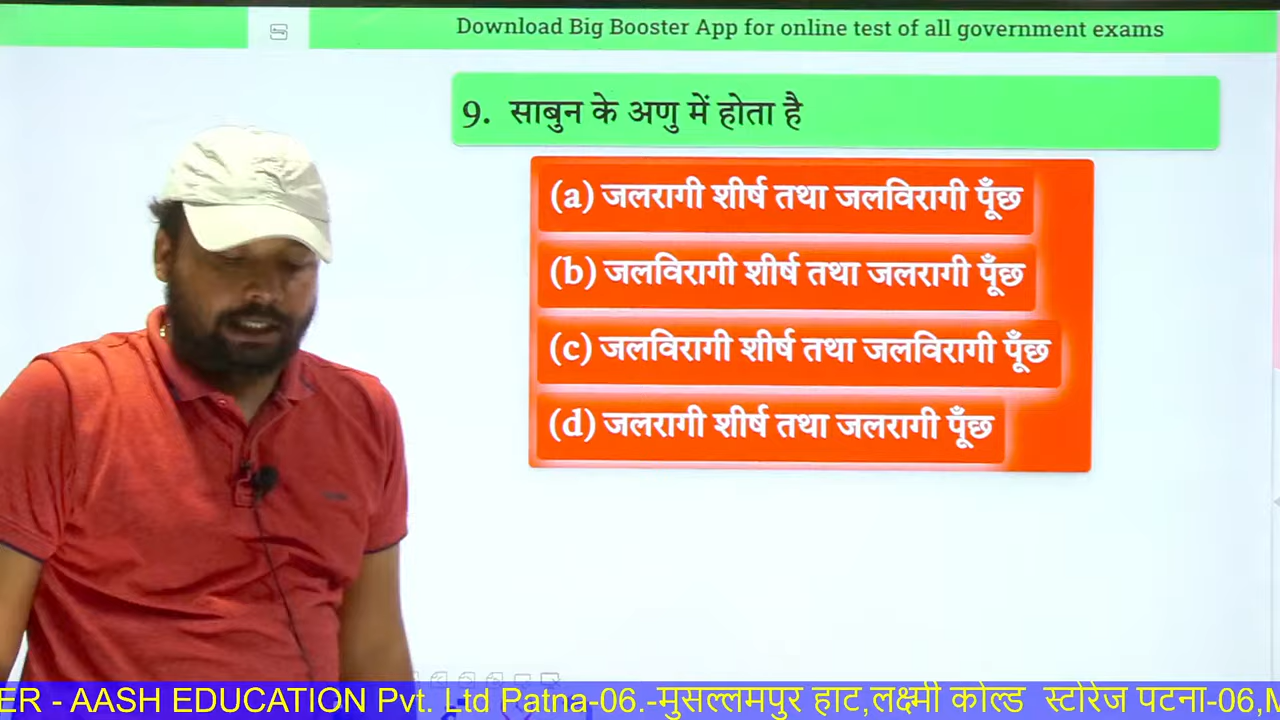 Download Big Booster App for online test of all government exams
9. साबुन के अणु में होता है
(a) जलरागी शीर्ष तथा जलविरागी पूँछ
(b) जलविरागी शीर्ष तथा जलरागी पूँछ
(c) जलविरागी शीर्ष तथा जलविरागी पूँछ
(d) जलरागी शीर्ष तथा जलरागी पूँछ
ER - AASH EDUCATION Pvt. Ltd Patna-06.-मुसल्लमपुर हाट,लक्ष्मी कोल्ड स्टोरेज पटना-06,M